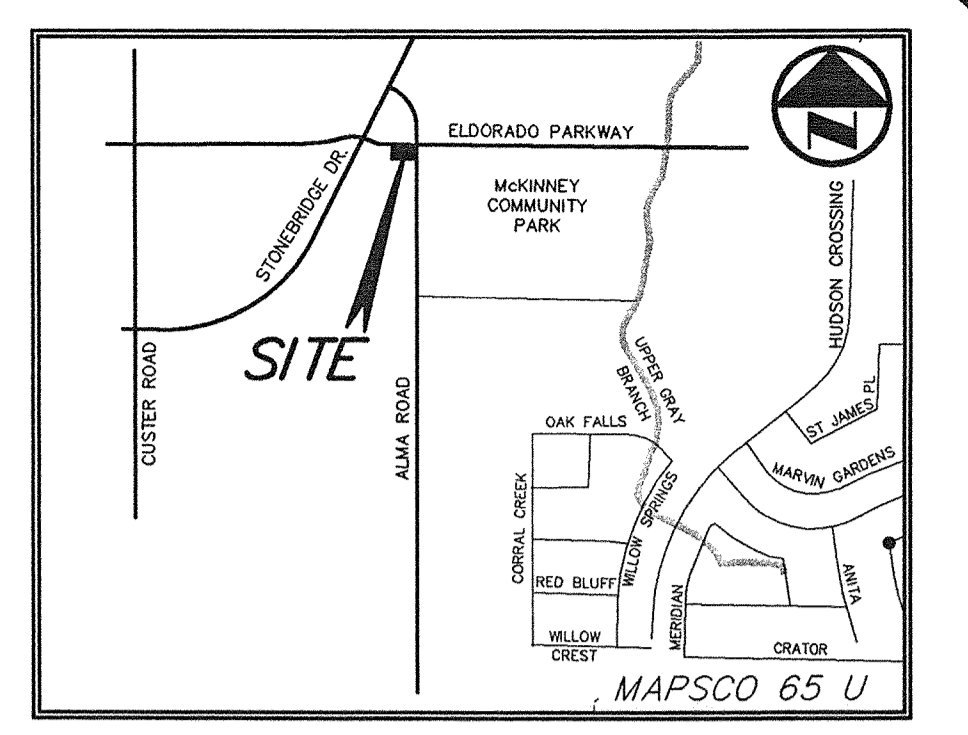 ELDORADO PARKWAY
McKINNEY
COMMUNITY
PARK
STONEBRIDGE DR.
HUDSON CROSSING
SITE
CUSTER ROAD
ALMA ROAD
UPPER GRAY
BRANCH
OAK FALLS
ST JAMES PL
MARVIN GARDENS
CORRAL CREEK
WILLOW SPRINGS
RED BLUFF
MERIDIAN
ANITA
WILLOW
CREST
CRATOR
MAPSCO 65 U
N